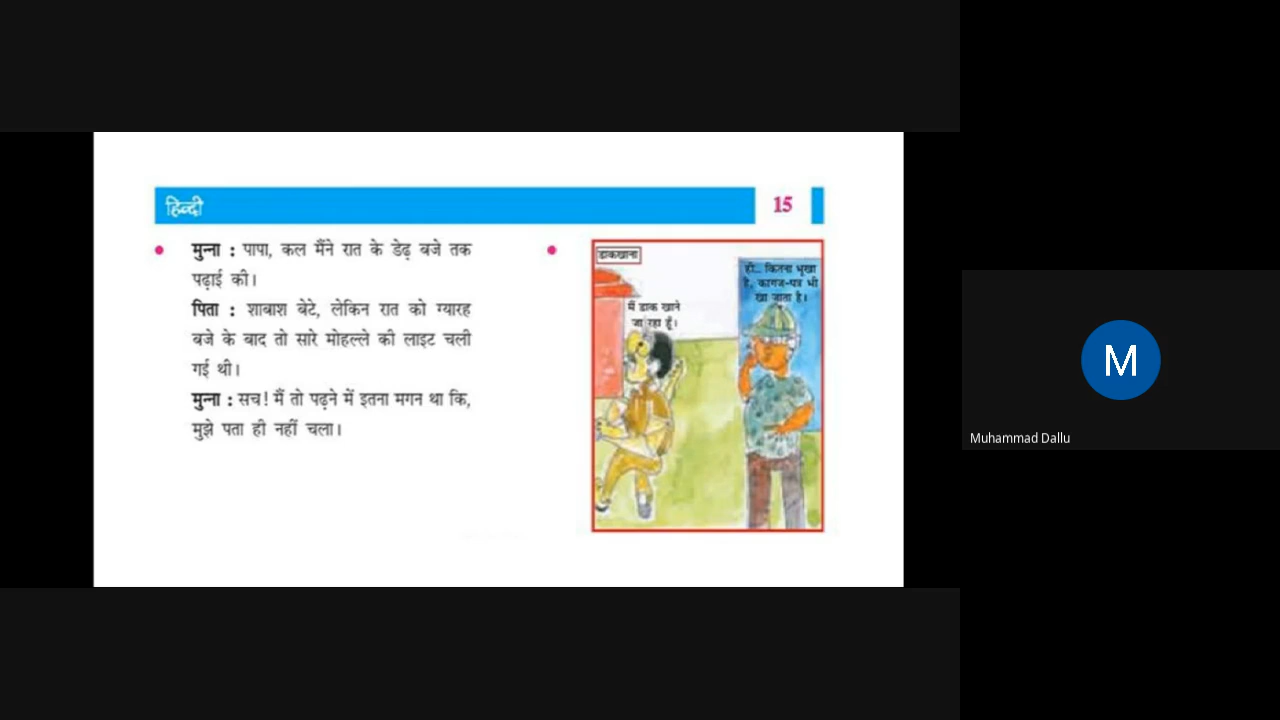 हिन्दी
15
मुन्ना : पापा, कल मैंने रात के डेढ़ बजे तक
पढ़ाई की।
पिता : शाबाश बेटे, लेकिन रात को ग्यारह
बजे के बाद तो सारे मोहल्ले की लाइट चली
गई थी।
मुन्ना : सच! मैं तो पढ़ने में इतना मगन था कि,
मुझे पता ही नहीं चला।
डाकखाना
मैं डाक खाने
जा रहा हूँ।
ही... कितना भूखा
है, कागज-पत्र भी
खा जाता है।
M
Muhammad Dallu